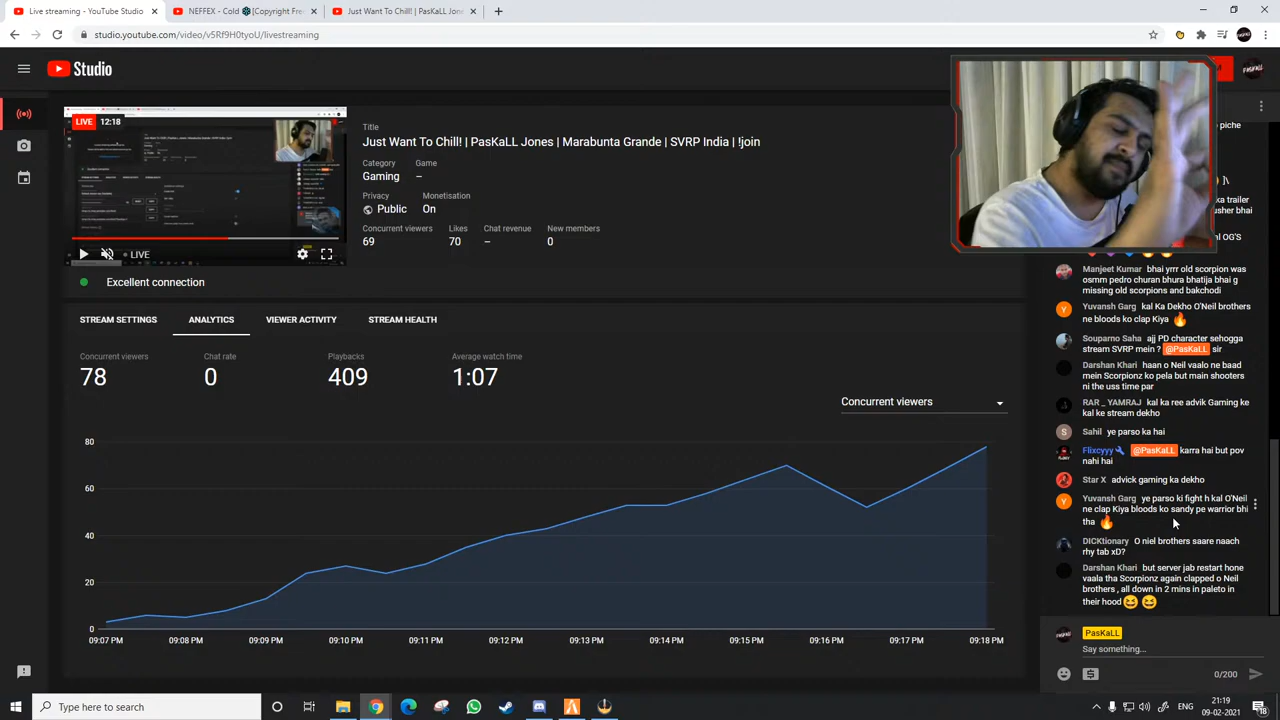 Live streaming - YouTube Studio
NEFFEX - Cold [Copyright Fre
Just Want To Chill! | PasKaLL Jon
studio.youtube.com/video/v5Rf9H0tyoU/livestreaming
Studio
LIVE 12:18
LIVE
Title
Just Want To Chill! | PasKaLL Jones | Marabunta Grande | SVRP India | !join
Category Game
Gaming –
Privacy Monetisation
Public On
Concurrent viewers Likes Chat revenue New members
69 70 – 0
Excellent connection
STREAM SETTINGS ANALYTICS VIEWER ACTIVITY STREAM HEALTH
Concurrent viewers Chat rate Playbacks Average watch time
78 0 409 1:07
Concurrent viewers
80
60
40
20
0
09:07 PM 09:08 PM 09:09 PM 09:10 PM 09:11 PM 09:12 PM 09:13 PM 09:14 PM 09:15 PM 09:16 PM 09:17 PM 09:18 PM
piche
ka trailer
usher bhai
al OG's
Manjeet Kumar bhai yrrr old scorpion was
osmm pedro churan bhura bhatija bhai g
missing old scorpions and bakchodi
Yuvansh Garg kal Ka Dekho O'Neil brothers
ne bloods ko clap Kiya 🔥
Souparno Saha ajj PD character sehogga
stream SVRP mein ? @PasKaLL sir
Darshan Khari haan o Neil vaalo ne baad
mein Scorpionz ko pela but main shooters
ni the uss time par
RAR _ YAMRAJ kal ka ree advik Gaming ke
kal ke stream dekho
Sahil ye parso ka hai
Flixcyyy @PasKaLL karra hai but pov
nahi hai
Star X advick gaming ka dekho
Yuvansh Garg ye parso ki fight h kal O'Neil
ne clap Kiya bloods ko sandy pe warrior bhi
tha 🔥
DICKtionary O niel brothers saare naach
rhy tab xD?
Darshan Khari but server jab restart hone
vaala tha Scorpionz again clapped o Neil
brothers , all down in 2 mins in paleto in
their hood😆 😆
PasKaLL
Say something...
0/200
Type here to search
ENG
21:19
09-02-2021
18